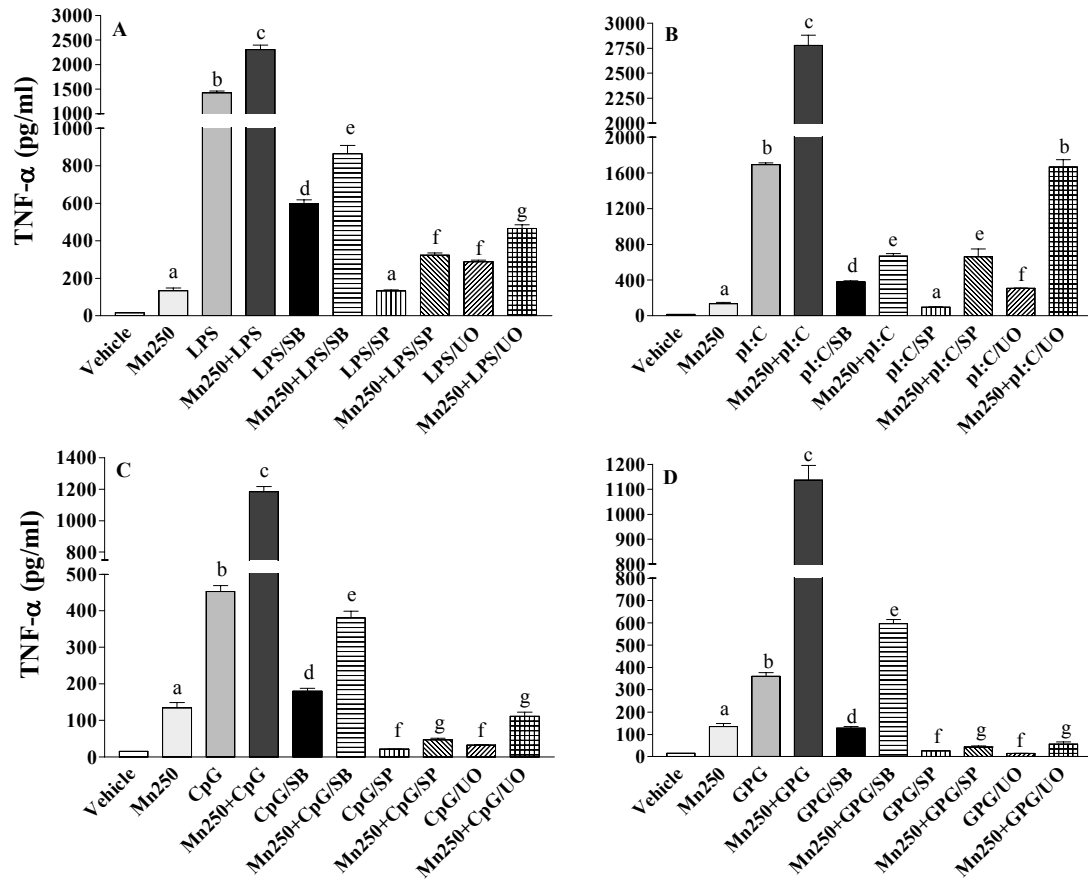 A
TNF-α (pg/ml)
3000
2500
2000
1500
1000
1000
800
600
400
200
0
a
b
c
d
e
a
f
f
g
Vehicle
Mn250
LPS
Mn250+LPS
LPS/SB
Mn250+LPS/SB
LPS/SP
Mn250+LPS/SP
LPS/UO
Mn250+LPS/UO
B
3000
2750
2500
2250
2000
2000
1600
1200
800
400
0
a
b
c
d
e
a
e
f
b
Vehicle
Mn250
pI:C
Mn250+pI:C
pI:C/SB
Mn250+pI:C
pI:C/SP
Mn250+pI:C/SP
pI:C/UO
Mn250+pI:C/UO
C
TNF-α (pg/ml)
1400
1200
1000
800
600
500
400
300
200
100
0
a
b
c
d
e
f
g
f
g
Vehicle
Mn250
CpG
Mn250+CpG
CpG/SB
Mn250+CpG/SB
CpG/SP
Mn250+CpG/SP
CpG/UO
Mn250+CpG/UO
D
1200
1100
1000
900
800
800
700
600
500
400
300
200
100
0
a
b
c
d
e
f
g
f
g
Vehicle
Mn250
GPG
Mn250+GPG
GPG/SB
Mn250+GPG/SB
GPG/SP
Mn250+GPG/SP
GPG/UO
Mn250+GPG/UO